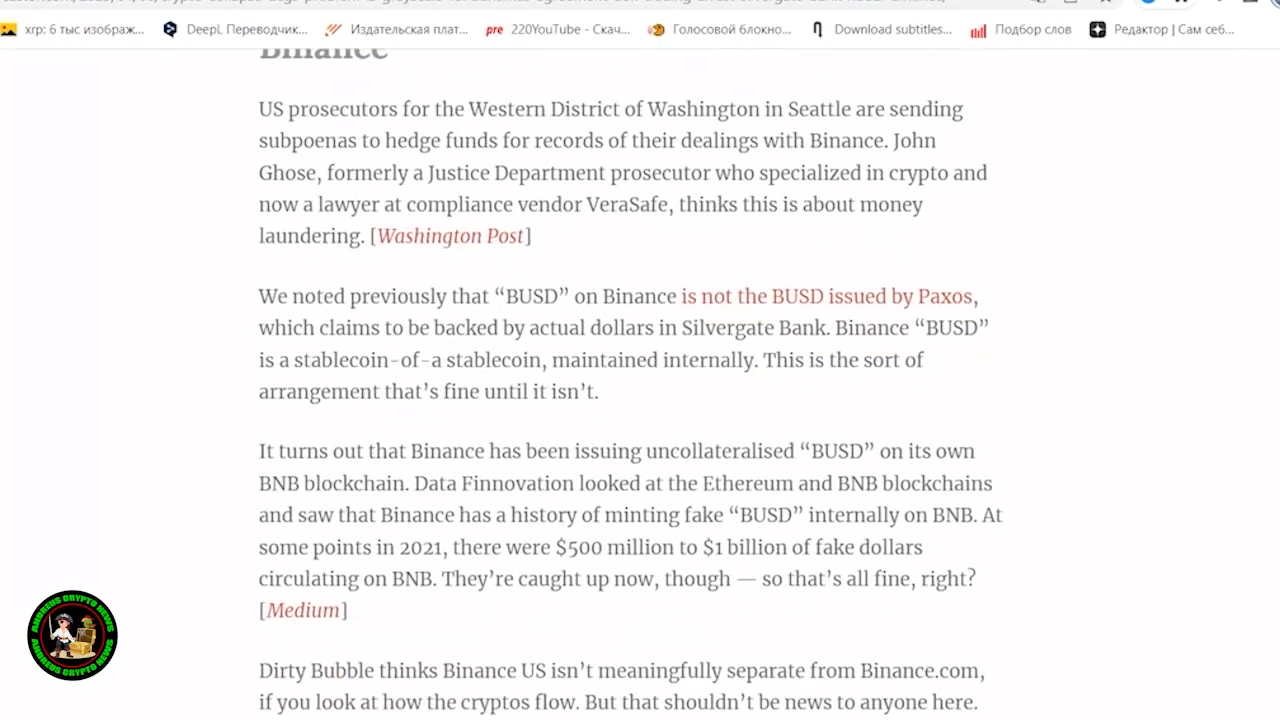 xrp: 6 тыс изображ...
DeepL Переводчик...
Издательская плат...
pre 220YouTube - Скач...
Голосовой блокно...
Download subtitles...
Подбор слов
Редактор | Сам себ...
Binance
US prosecutors for the Western District of Washington in Seattle are sending
subpoenas to hedge funds for records of their dealings with Binance. John
Ghose, formerly a Justice Department prosecutor who specialized in crypto and
now a lawyer at compliance vendor VeraSafe, thinks this is about money
laundering. [Washington Post]
We noted previously that “BUSD” on Binance is not the BUSD issued by Paxos,
which claims to be backed by actual dollars in Silvergate Bank. Binance “BUSD”
is a stablecoin-of-a stablecoin, maintained internally. This is the sort of
arrangement that’s fine until it isn’t.
It turns out that Binance has been issuing uncollateralised “BUSD” on its own
BNB blockchain. Data Finnovation looked at the Ethereum and BNB blockchains
and saw that Binance has a history of minting fake “BUSD” internally on BNB. At
some points in 2021, there were $500 million to $1 billion of fake dollars
circulating on BNB. They’re caught up now, though — so that’s all fine, right?
[Medium]
Dirty Bubble thinks Binance US isn’t meaningfully separate from Binance.com,
if you look at how the cryptos flow. But that shouldn’t be news to anyone here.
ANDREUS CRYPTO NEWS
ANDREUS CRYPTO NEWS